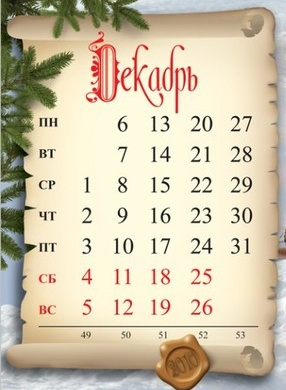 Декабрь
ПН 6 13 20 27
ВТ 7 14 21 28
СР 1 8 15 22 29
ЧТ 2 9 16 23 30
ПТ 3 10 17 24 31
СБ 4 11 18 25
ВС 5 12 19 26
49 50 51 52 53